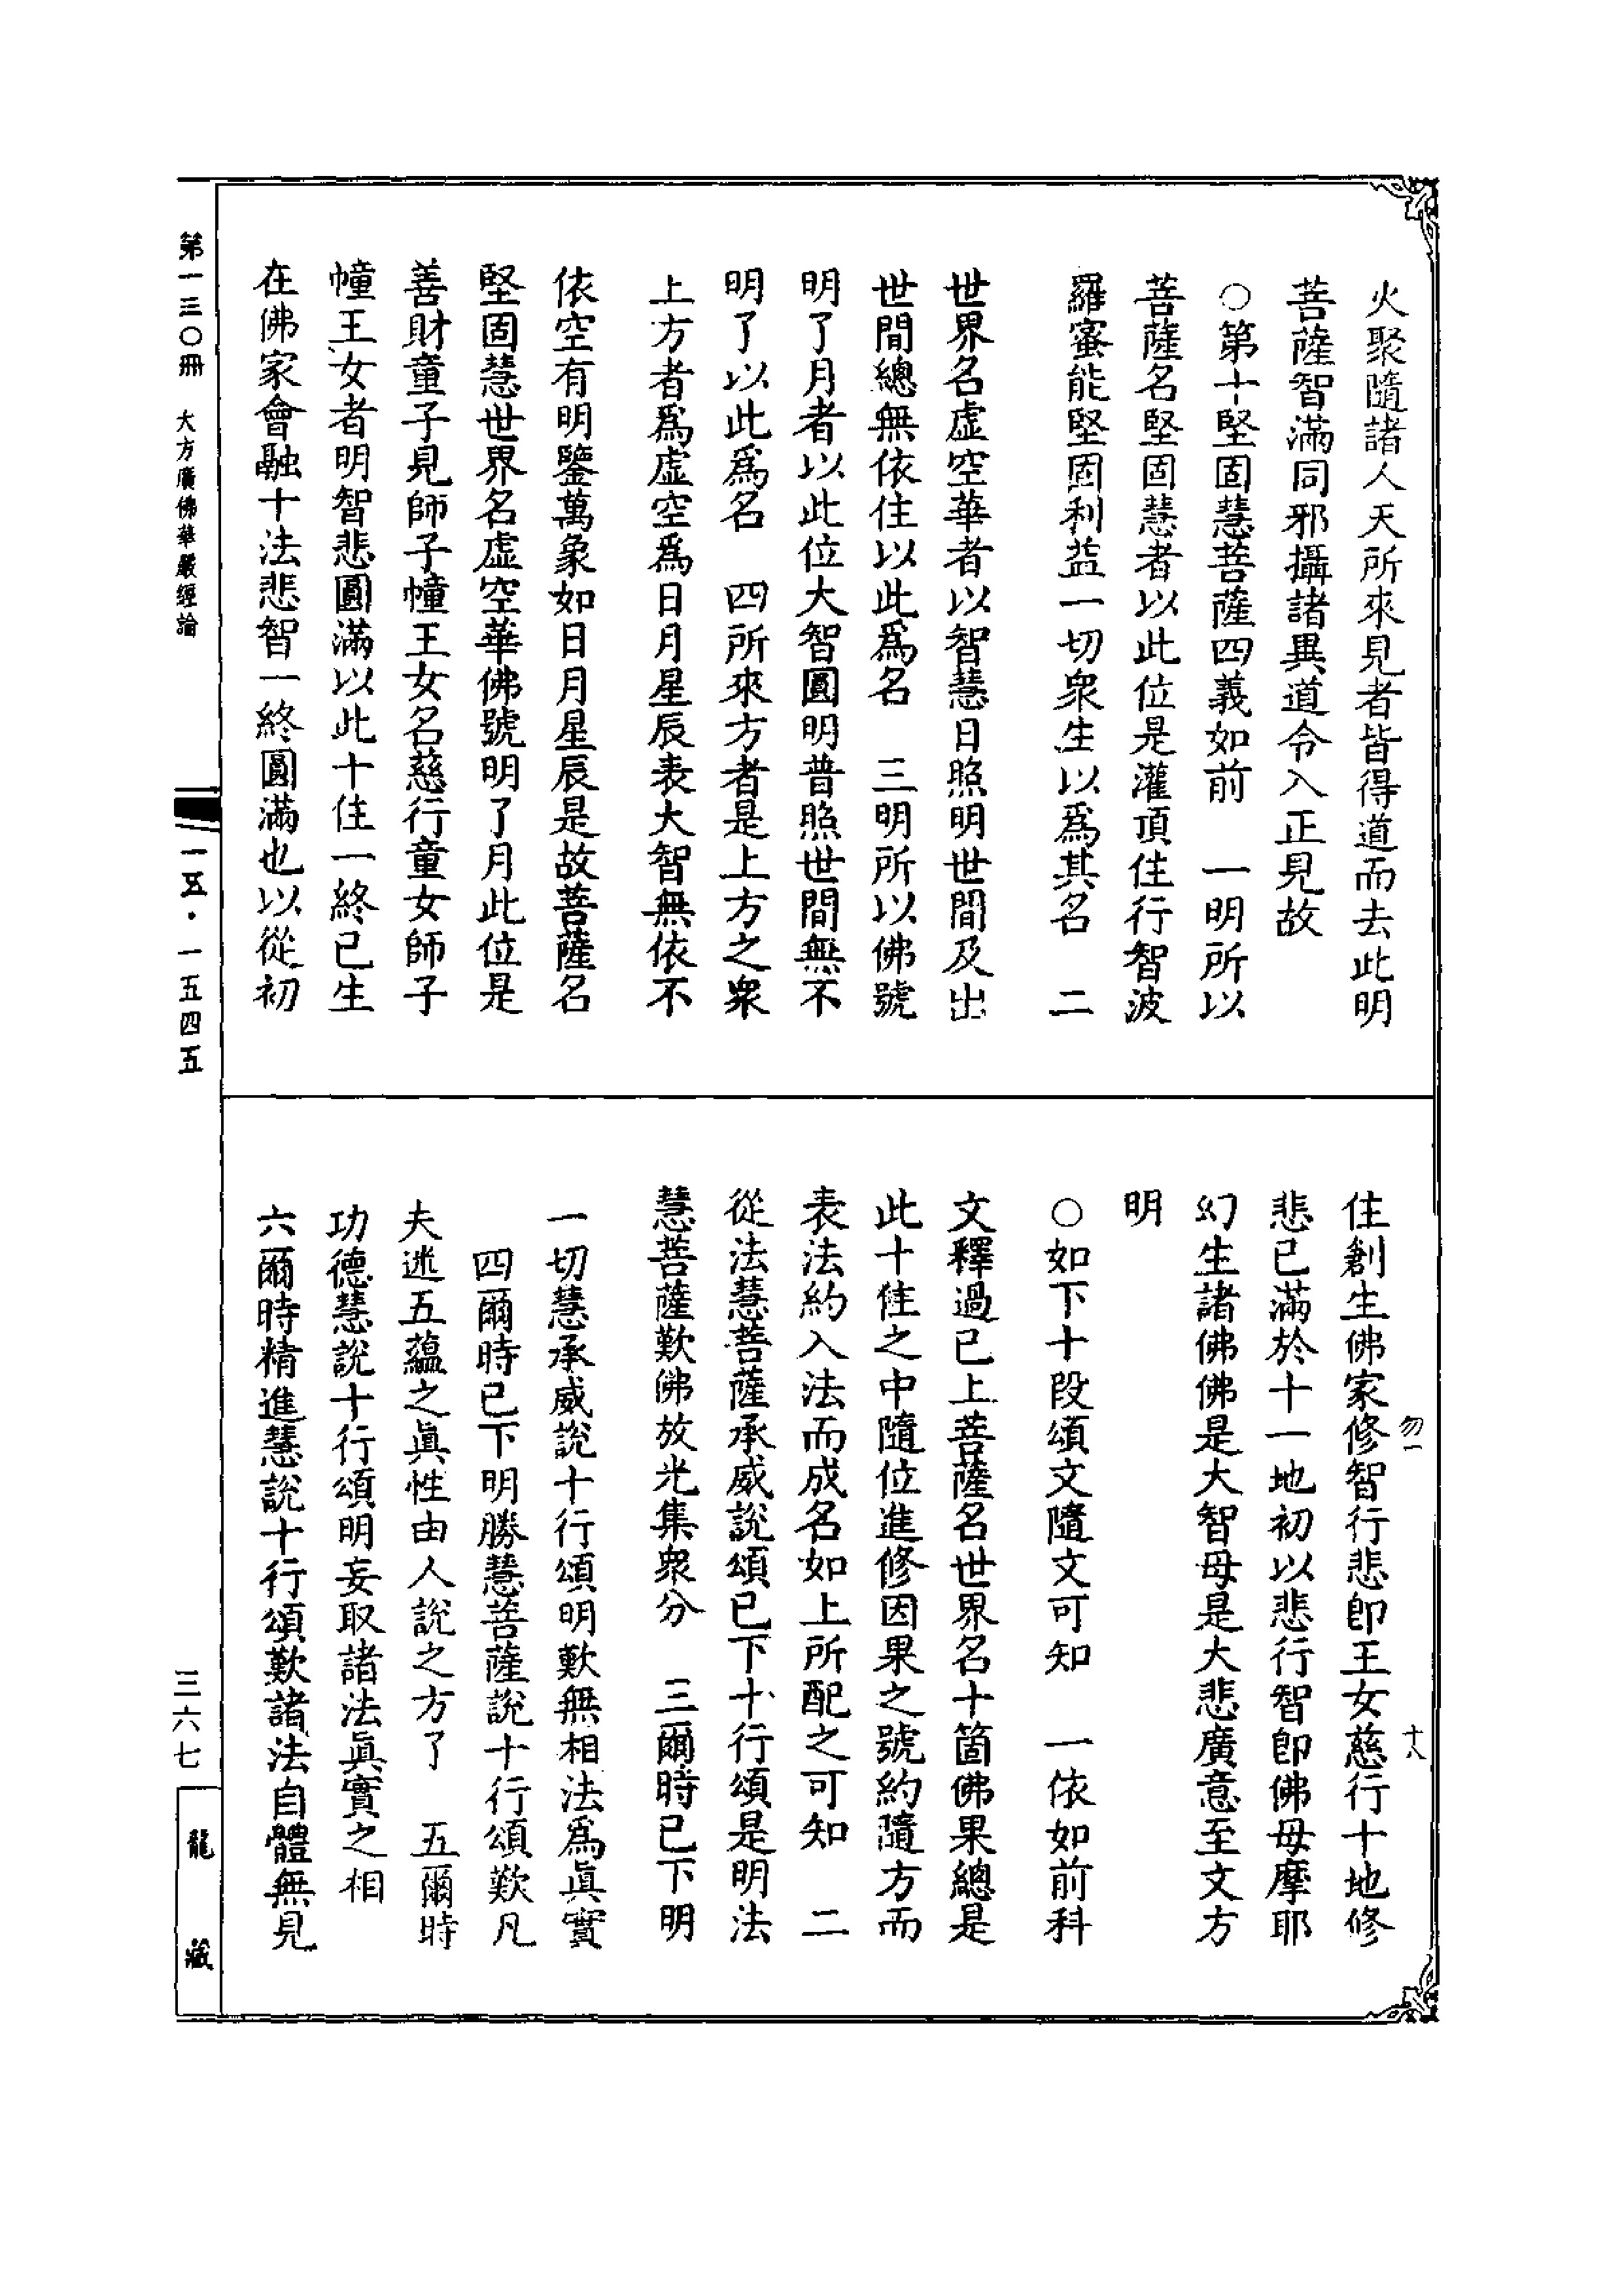 火聚隨諸人天所來見者皆得道而去此明
菩薩智滿同邪攝諸異道令入正見故
○第十堅固慧菩薩四義如前　一明所以
菩薩名堅固慧者以此位是灌頂住行智波
羅蜜能堅固利益一切衆生以爲其名　二
世界名虛空華者以智慧日照明世間及出
世間總無依住以此爲名　三明所以佛號
明了月者以此位大智圓明普照世間無不
明了以此爲名　四所來方者是上方之衆
上方者爲虛空爲日月星辰表大智無依不
依空有明鑒萬象如日月星辰是故菩薩名
堅固慧世界名虛空華佛號明了月此位是
善財童子見師子幢王女名慈行童女師子
幢王女者明智悲圓滿以此十住一終已生
在佛家會融十法悲智一終圓滿也以從初
住創生佛家修智行悲卽王女慈行十地修
悲已滿於十一地初以悲行智卽佛母摩耶
幻生諸佛佛是大智母是大悲廣意至文方
明
○如下十段頌文隨文可知　一依如前科
文釋過已上菩薩名世界名十箇佛果總是
此十住之中隨位進修因果之號約隨方而
表法約入法而成名如上所配之可知　二
從法慧菩薩承威說頌已下十行頌是明法
慧菩薩歎佛放光集衆分　三爾時已下明
一切慧承威說十行頌明歎無相法爲眞實
四爾時已下明勝慧菩薩說十行頌歎凡
夫迷五蘊之眞性由人說之方了　五爾時
功德慧說十行頌明妄取諸法眞實之相
六爾時精進慧說十行頌歎諸法自體無見
勿一
十八
第一三〇冊　大方廣佛華嚴經論
一五·一五四五
三六七
龍藏